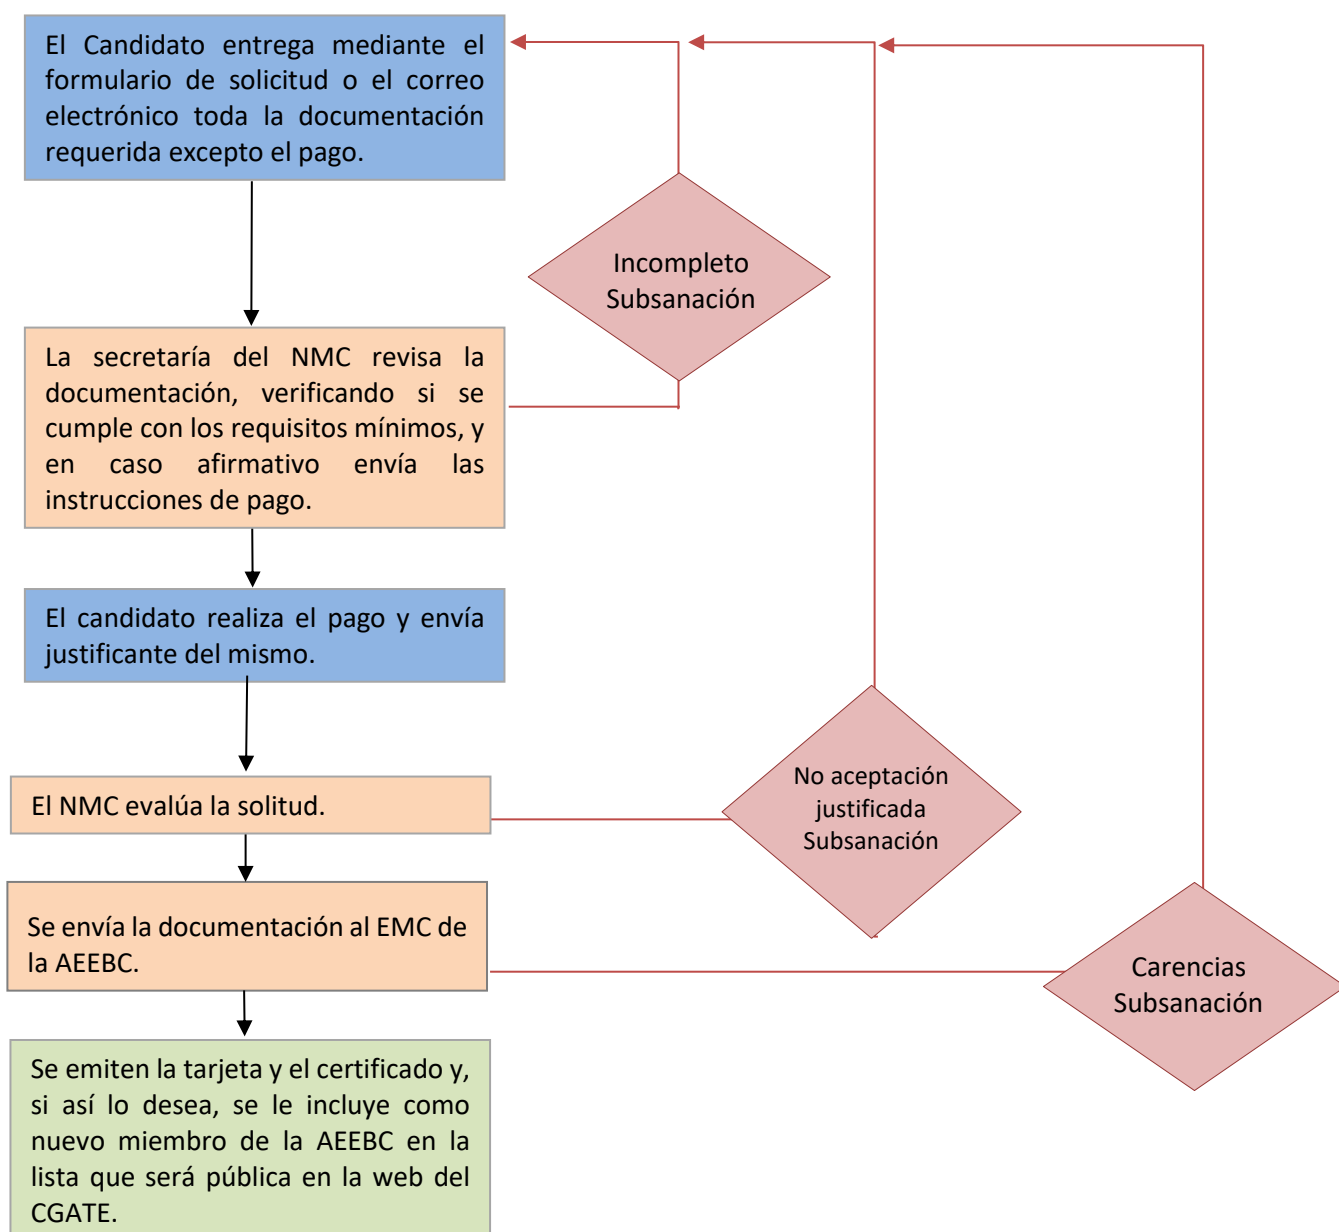 El Candidato entrega mediante el
formulario de solicitud o el correo
electrónico toda la documentación
requerida excepto el pago.
Incompleto
Subsanación
La secretaría del NMC revisa la
documentación, verificando si se
cumple con los requisitos mínimos, y
en caso afirmativo envía las
instrucciones de pago.
El candidato realiza el pago y envía
justificante del mismo.
El NMC evalúa la solitud.
No aceptación
justificada
Subsanación
Se envía la documentación al EMC de
la AEEBC.
Carencias
Subsanación
Se emiten la tarjeta y el certificado y,
si así lo desea, se le incluye como
nuevo miembro de la AEEBC en la
lista que será pública en la web del
CGATE.